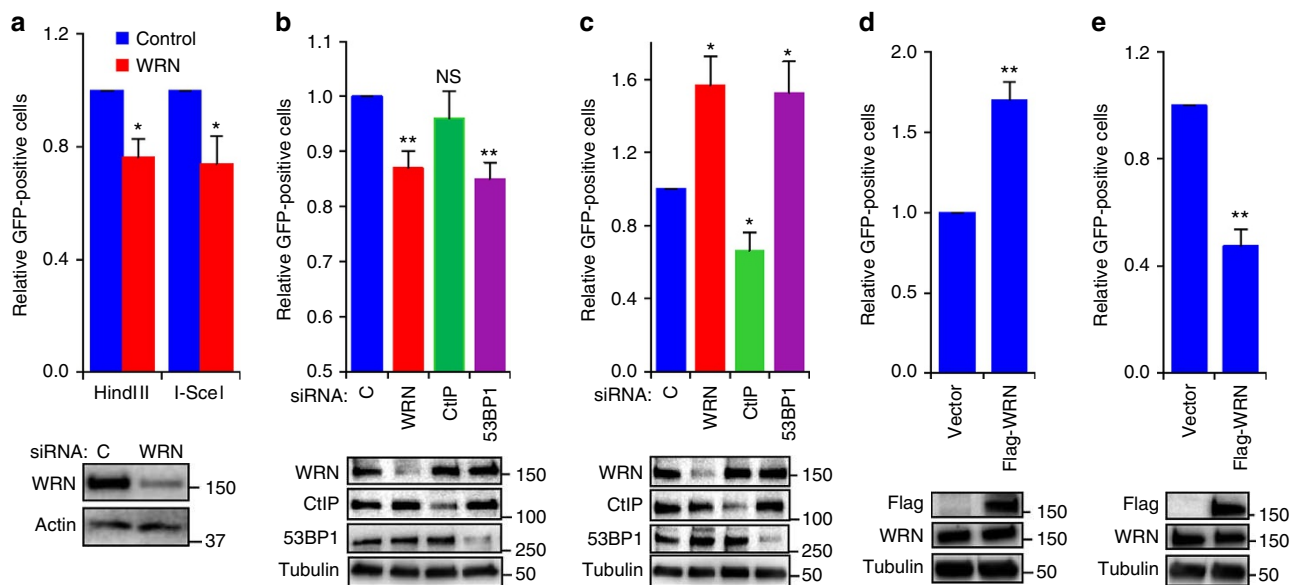 a
Relative GFP-positive cells
1.2
0.8
0.4
0.0
Control
WRN
*
*
HindIII
I-SceI
siRNA: C WRN
WRN
150
Actin
37
b
Relative GFP-positive cells
1.1
1.0
0.9
0.8
0.7
0.6
0.5
**
NS
**
siRNA:
C
WRN
CtIP
53BP1
WRN
150
CtIP
100
53BP1
250
Tubulin
50
c
Relative GFP-positive cells
1.6
1.2
0.8
0.4
0.0
*
*
*
siRNA:
C
WRN
CtIP
53BP1
WRN
150
CtIP
100
53BP1
250
Tubulin
50
d
Relative GFP-positive cells
2.0
1.5
1.0
0.5
0.0
**
Vector
Flag-WRN
Flag
150
WRN
150
Tubulin
50
e
Relative GFP-positive cells
1.2
0.8
0.4
0.0
**
Vector
Flag-WRN
Flag
150
WRN
150
Tubulin
50